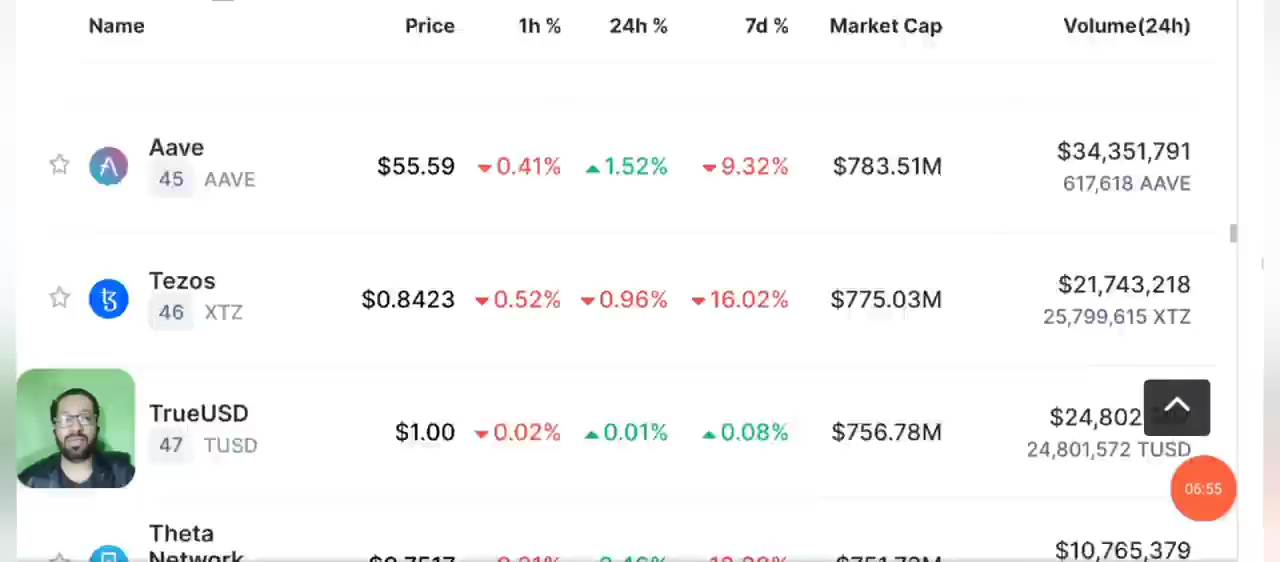 Name Price 1h % 24h % 7d % Market Cap Volume(24h)
Aave
45 AAVE
$55.59 0.41% 1.52% 9.32% $783.51M
$34,351,791
617,618 AAVE
Tezos
46 XTZ
$0.8423 0.52% 0.96% 16.02% $775.03M
$21,743,218
25,799,615 XTZ
TrueUSD
47 TUSD
$1.00 0.02% 0.01% 0.08% $756.78M
$24,802
24,801,572 TUSD
06:55
Theta
Network
$10,765,379